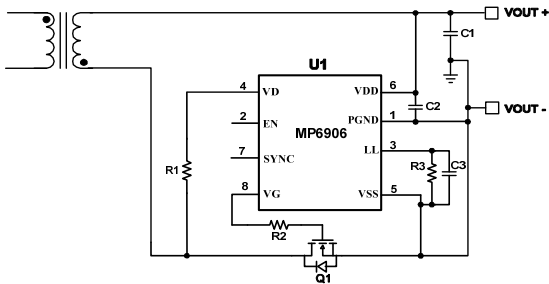 VOUT +
C1
U1
4 VD
VDD 6
C2
VOUT -
2 EN
PGND 1
MP6906
7 SYNC
LL 3
R1
R3
C3
8 VG
VSS 5
R2
Q1